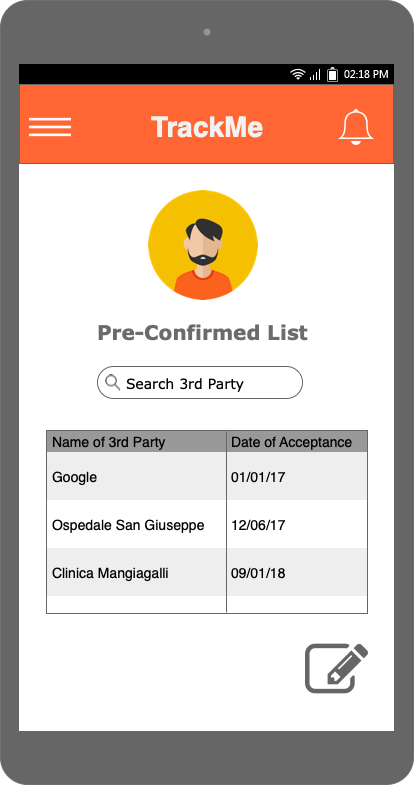 02:18 PM
TrackMe
Pre-Confirmed List
Search 3rd Party
Name of 3rd Party Date of Acceptance
Google 01/01/17
Ospedale San Giuseppe 12/06/17
Clinica Mangiagalli 09/01/18